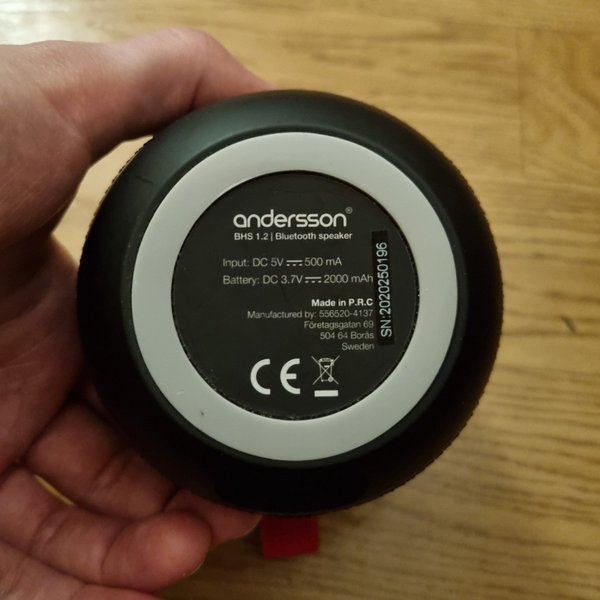 andersson®
BHS 1.2 | Bluetooth speaker
Input: DC 5V ⎓ 500 mA
Battery: DC 3.7V ⎓ 2000 mAh
Made in P.R.C
Manufactured by: 556520-4137
Företagsgatan 69
504 64 Borås
Sweden
CE
SN:2020250196